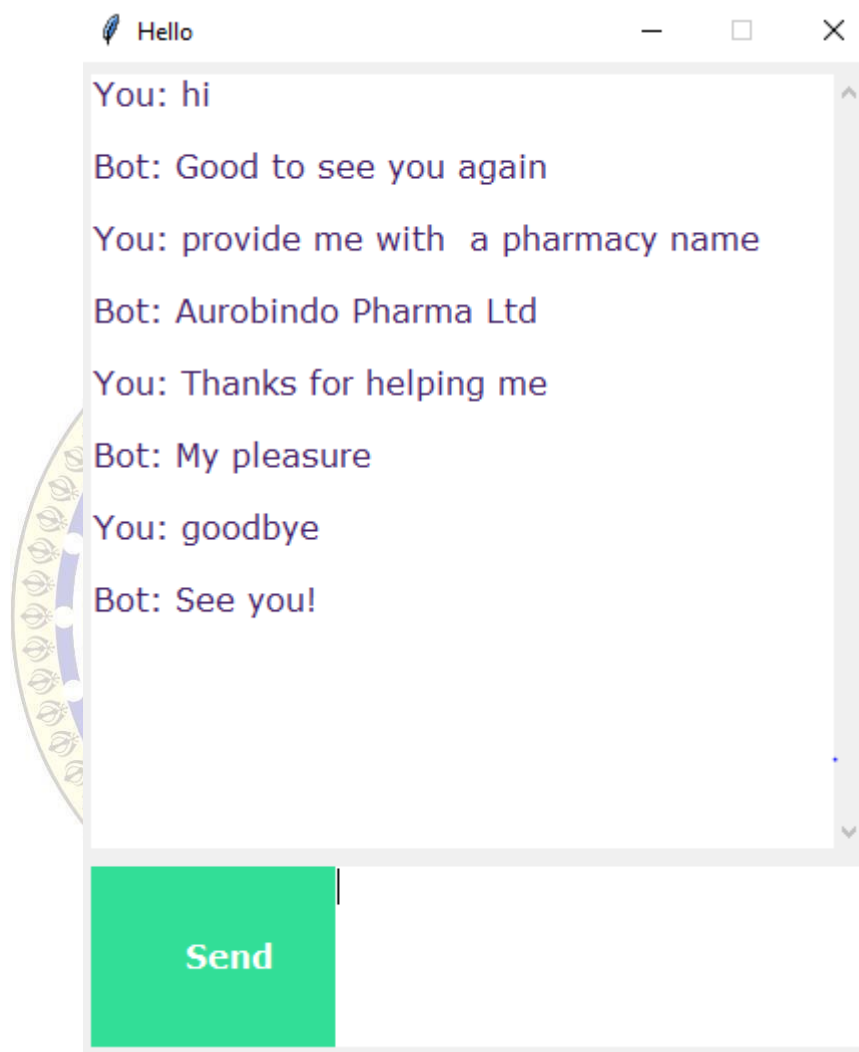 Hello
You: hi
Bot: Good to see you again
You: provide me with  a pharmacy name
Bot: Aurobindo Pharma Ltd
You: Thanks for helping me
Bot: My pleasure
You: goodbye
Bot: See you!
Send